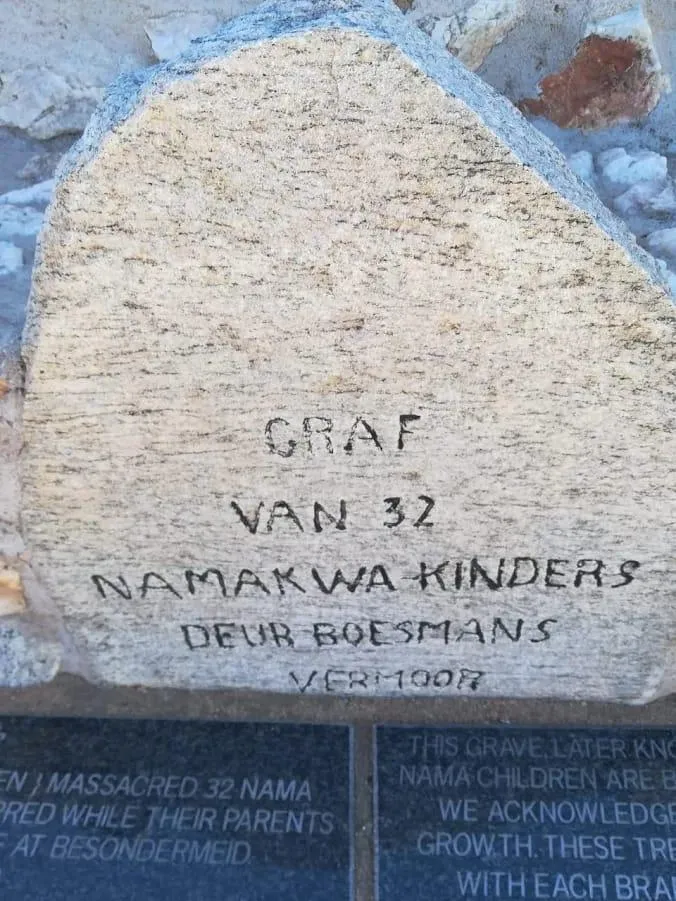 GRAF
VAN 32
NAMAKWA-KINDERS
DEUR BOESMANS
VERMOOR
MASSACRED 32 NAMA
WHILE THEIR PARENTS
AT BESONDERMEID.
THIS GRAVE, LATER
NAMA CHILDREN ARE
WE ACKNOWLEDGE
GROWTH. THESE
WITH EACH